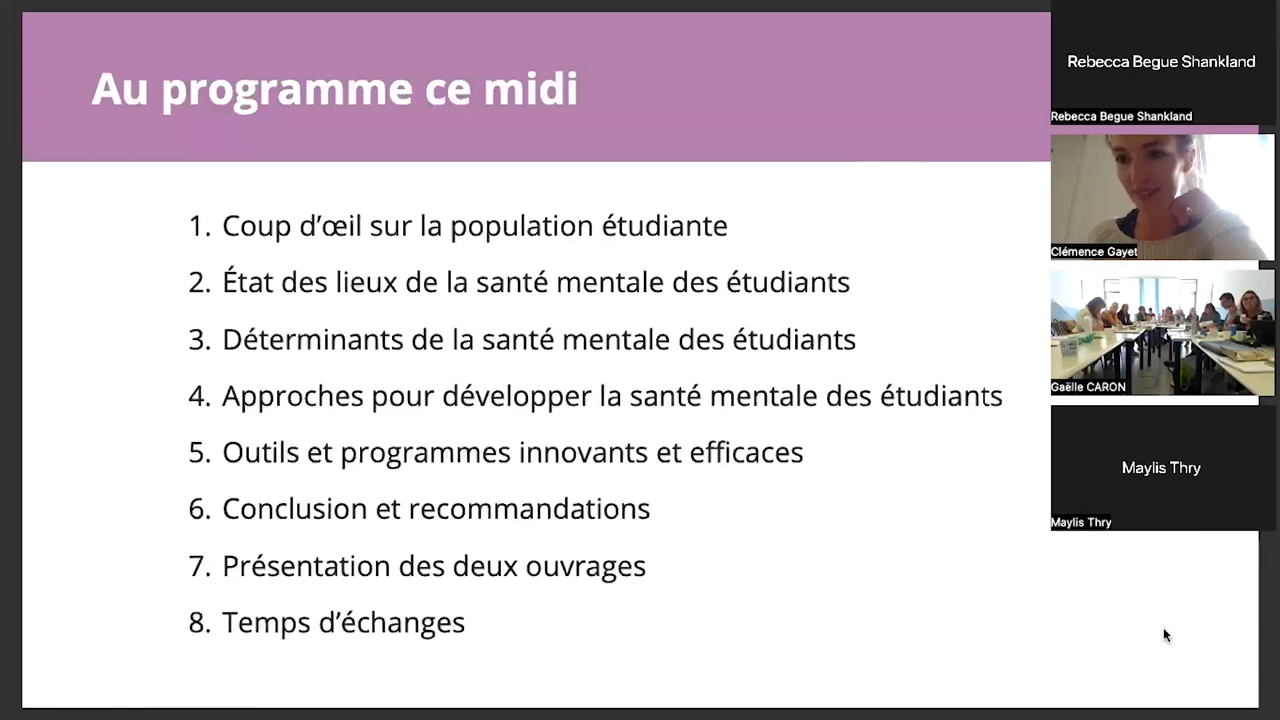 Au programme ce midi
1. Coup d'œil sur la population étudiante
2. État des lieux de la santé mentale des étudiants
3. Déterminants de la santé mentale des étudiants
4. Approches pour développer la santé mentale des étudiants
5. Outils et programmes innovants et efficaces
6. Conclusion et recommandations
7. Présentation des deux ouvrages
8. Temps d'échanges
Rebecca Begue Shankland
Rebecca Begue Shankland
Clémence Gayet
Gaëlle CARON
Maylis Thry
Maylis Thry